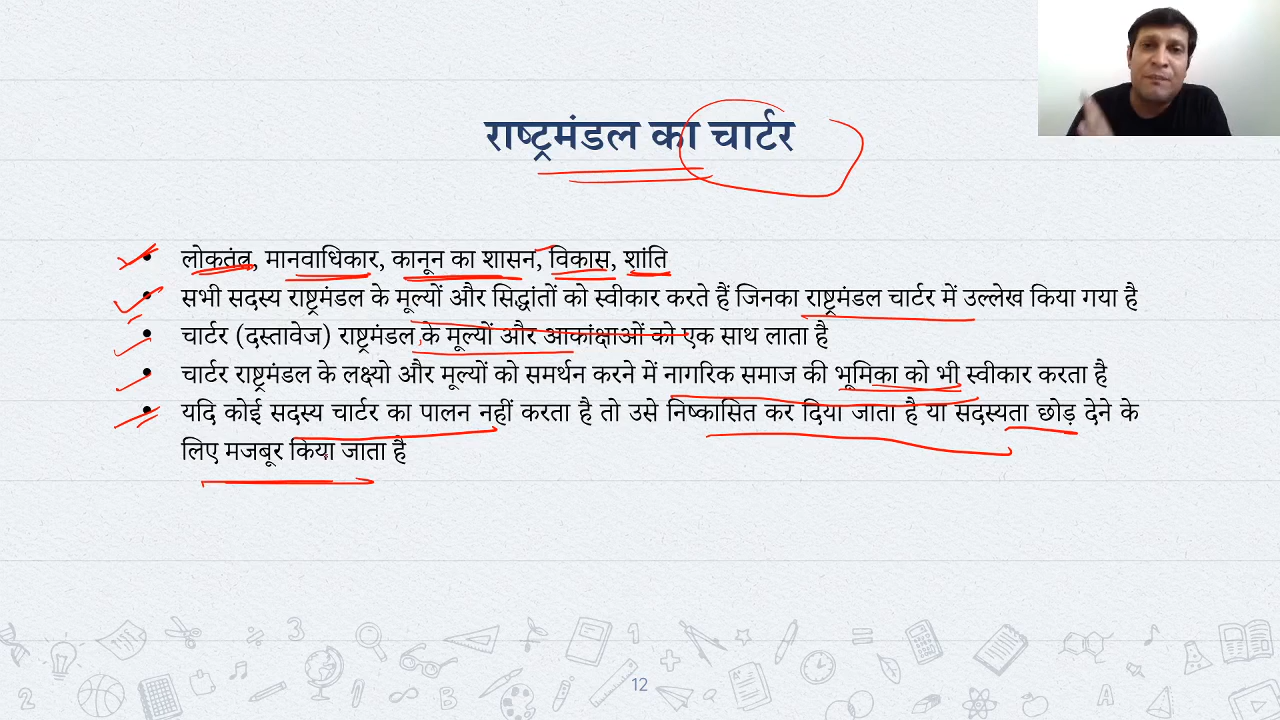 राष्ट्रमंडल का चार्टर
• लोकतंत्र, मानवाधिकार, कानून का शासन, विकास, शांति
• सभी सदस्य राष्ट्रमंडल के मूल्यों और सिद्धांतों को स्वीकार करते हैं जिनका राष्ट्रमंडल चार्टर में उल्लेख किया गया है
• चार्टर (दस्तावेज) राष्ट्रमंडल के मूल्यों और आकांक्षाओं को एक साथ लाता है
• चार्टर राष्ट्रमंडल के लक्ष्यो और मूल्यों को समर्थन करने में नागरिक समाज की भूमिका को भी स्वीकार करता है
• यदि कोई सदस्य चार्टर का पालन नहीं करता है तो उसे निष्कासित कर दिया जाता है या सदस्यता छोड़ देने के
लिए मजबूर किया जाता है
12